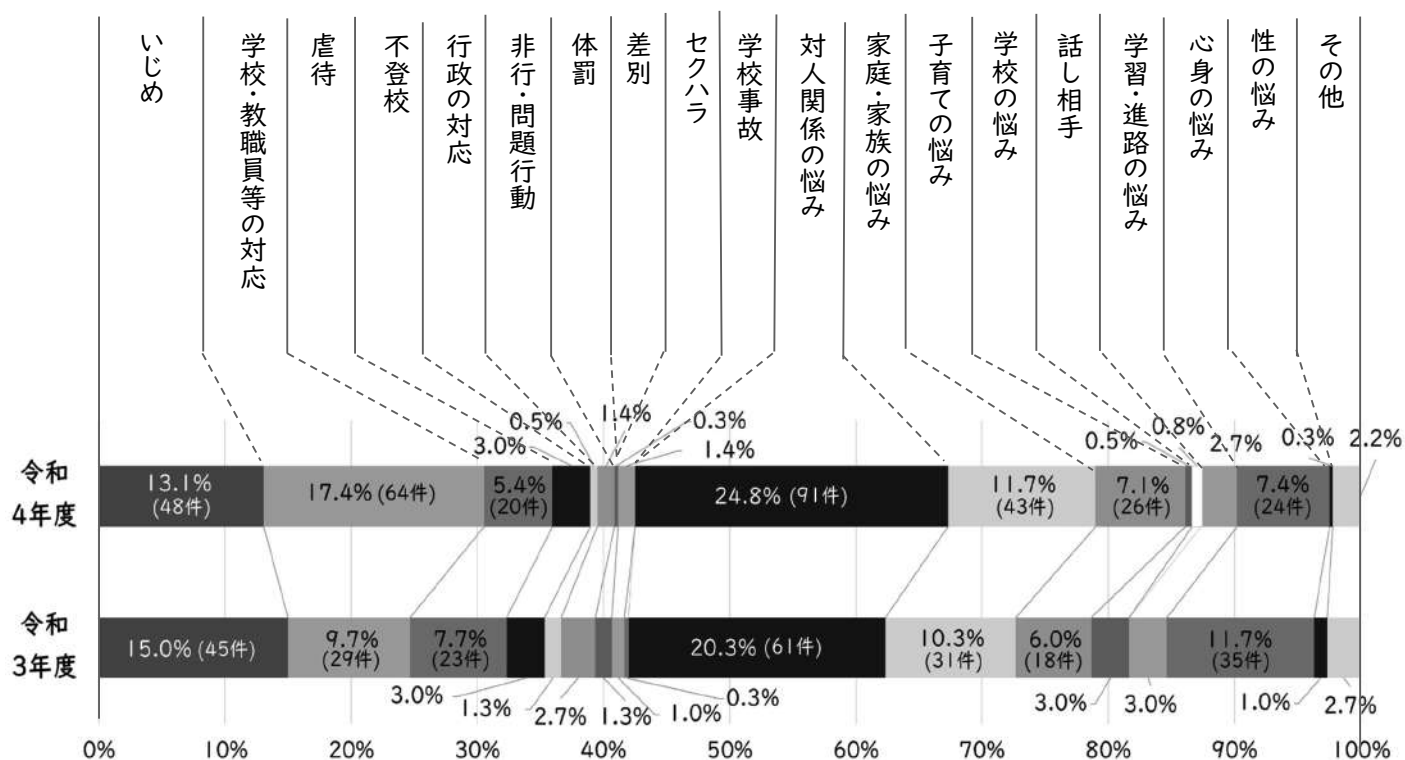 いじめ
学校・教職員等の対応
虐待
不登校
行政の対応
非行・問題行動
体罰
差別
セクハラ
学校事故
対人関係の悩み
家庭・家族の悩み
子育ての悩み
学校の悩み
話し相手
学習・進路の悩み
心身の悩み
性の悩み
その他
3.0%
0.5%
1.4%
0.3%
1.4%
0.5%
0.8%
2.7%
0.3%
2.2%
令和
4年度
13.1%
(48件)
17.4% (64件)
5.4%
(20件)
24.8% (91件)
11.7%
(43件)
7.1%
(26件)
7.4%
(24件)
令和
3年度
15.0% (45件)
9.7%
(29件)
7.7%
(23件)
20.3% (61件)
10.3%
(31件)
6.0%
(18件)
11.7%
(35件)
3.0%
1.3%
2.7%
1.3%
1.0%
0.3%
3.0%
3.0%
1.0%
2.7%
0% 10% 20% 30% 40% 50% 60% 70% 80% 90% 100%